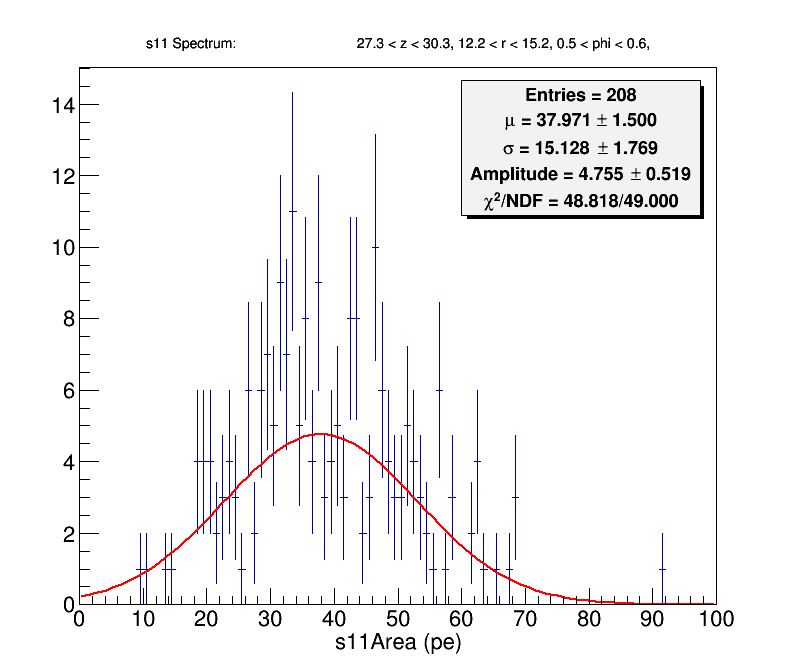 s11 Spectrum: 27.3 < z < 30.3, 12.2 < r < 15.2, 0.5 < phi < 0.6,
Entries = 208
μ = 37.971 ± 1.500
σ = 15.128 ± 1.769
Amplitude = 4.755 ± 0.519
χ²/NDF = 48.818/49.000
14
12
10
8
6
4
2
0
0 10 20 30 40 50 60 70 80 90 100
s11Area (pe)